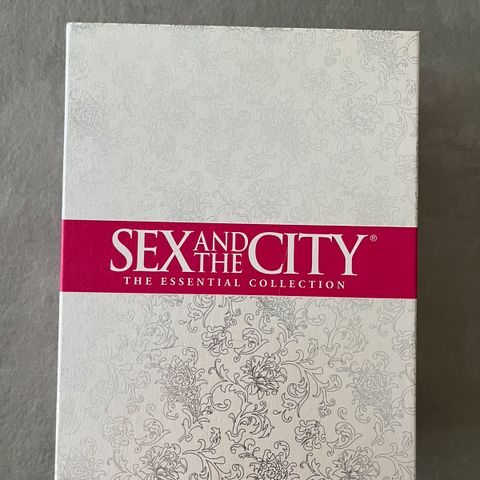 SEX AND THE CITY®
THE ESSENTIAL COLLECTION